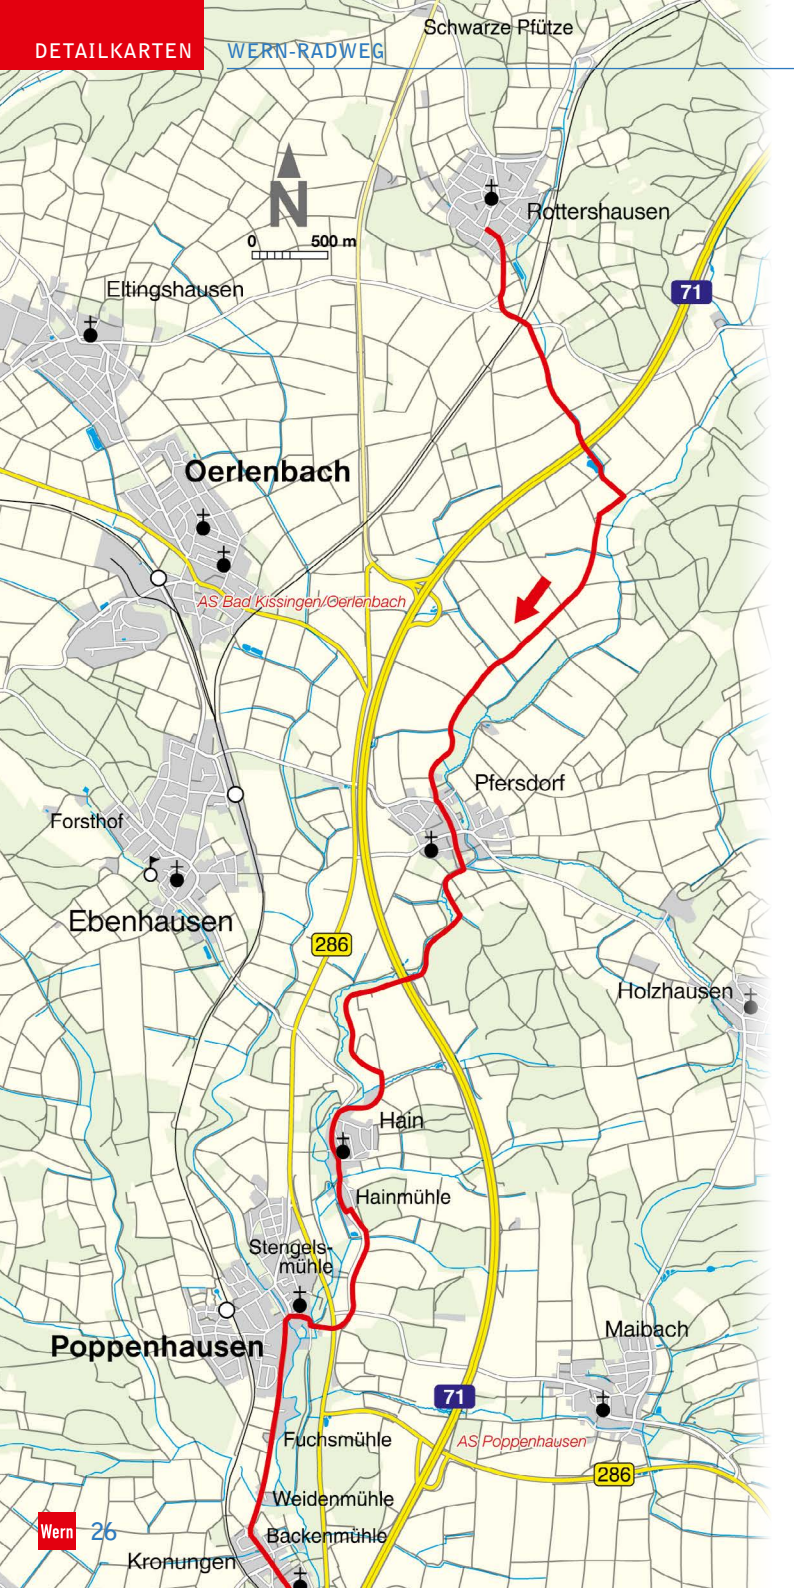 Schwarze Pfütze
DETAILKARTEN
WERN-RADWEG
N
Rottershausen
0
500 m
71
Eltingshausen
Oerlenbach
AS Bad Kissingen/Oerlenbach
Pfersdorf
Forsthof
Ebenhausen
286
Holzhausen
Hain
Hainmühle
Stengels-
mühle
Maibach
Poppenhausen
71
Fuchsmühle
AS Poppenhausen
286
Weidenmühle
Wern
26
Backenmühle
Kronungen